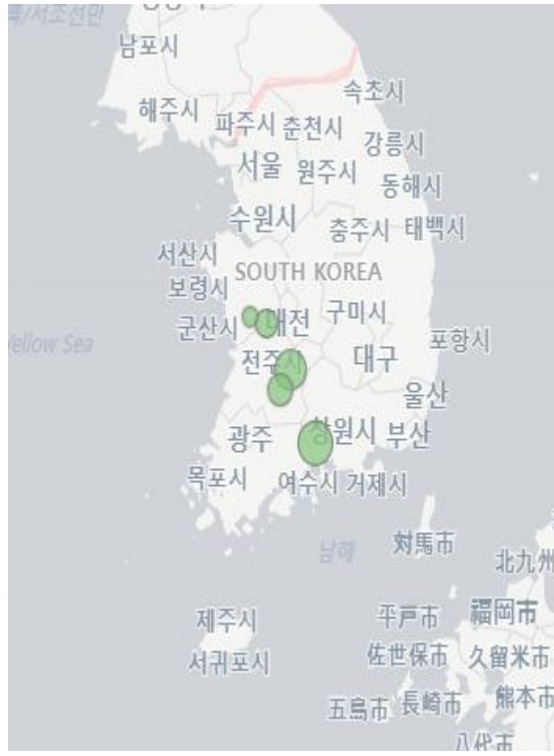 남포시
해주시
파주시
춘천시
속초시
서울
원주시
강릉시
동해시
수원시
충주시
태백시
서산시
SOUTH KOREA
보령시
군산시
대전
구미시
Yellow Sea
전주시
대구
포항시
울산
광주
창원시
부산
목포시
여수시
거제시
남해
対馬市
北九州
제주시
平戸市
福岡市
서귀포시
佐世保市
久留米市
五島市
長崎市
熊本市
八代市